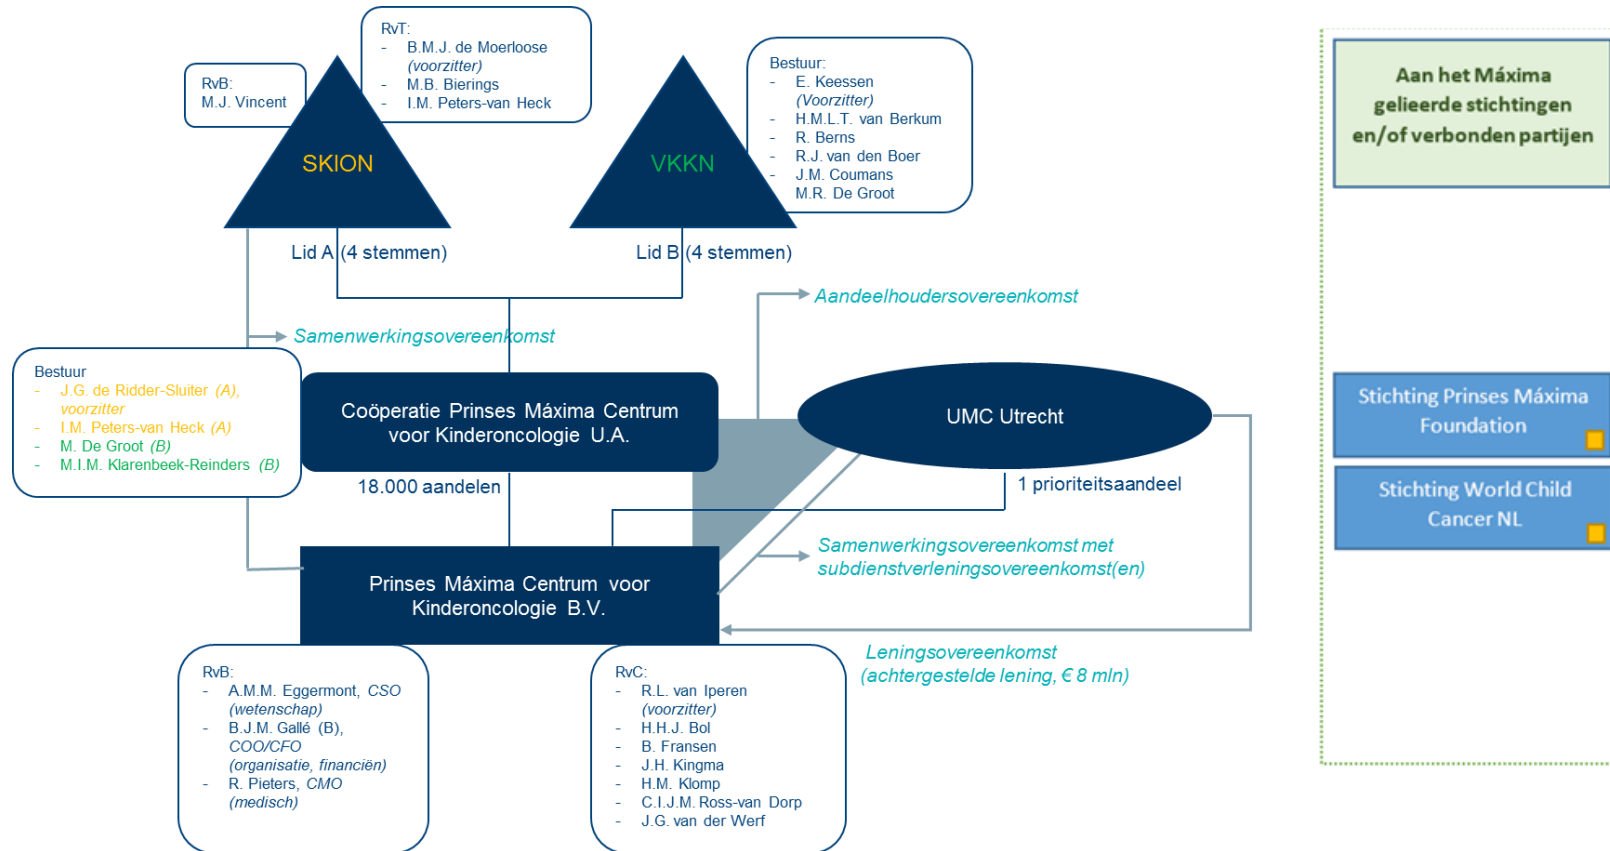 RvB:
M.J. Vincent
RvT:
- B.M.J. de Moerloose
(voorzitter)
- M.B. Bierings
- I.M. Peters-van Heck
SKION
VKKN
Bestuur:
- E. Keessen
(Voorzitter)
- H.M.L.T. van Berkum
- R. Berns
- R.J. van den Boer
- J.M. Coumans
M.R. De Groot
Lid A (4 stemmen)
Lid B (4 stemmen)
Aandeelhoudersovereenkomst
Samenwerkingsovereenkomst
Bestuur
- J.G. de Ridder-Sluiter (A),
voorzitter
- I.M. Peters-van Heck (A)
- M. De Groot (B)
- M.I.M. Klarenbeek-Reinders (B)
Coöperatie Prinses Máxima Centrum
voor Kinderoncologie U.A.
UMC Utrecht
18.000 aandelen
1 prioriteitsaandeel
Samenwerkingsovereenkomst met
subdienstverleningsovereenkomst(en)
Prinses Máxima Centrum voor
Kinderoncologie B.V.
Leningsovereenkomst
(achtergestelde lening, € 8 mln)
RvB:
- A.M.M. Eggermont, CSO
(wetenschap)
- B.J.M. Gallé (B),
COO/CFO
(organisatie, financiën)
- R. Pieters, CMO
(medisch)
RvC:
- R.L. van Iperen
(voorzitter)
- H.H.J. Bol
- B. Fransen
- J.H. Kingma
- H.M. Klomp
- C.I.J.M. Ross-van Dorp
- J.G. van der Werf
Aan het Máxima
gelieerde stichtingen
en/of verbonden partijen
Stichting Prinses Máxima
Foundation
Stichting World Child
Cancer NL